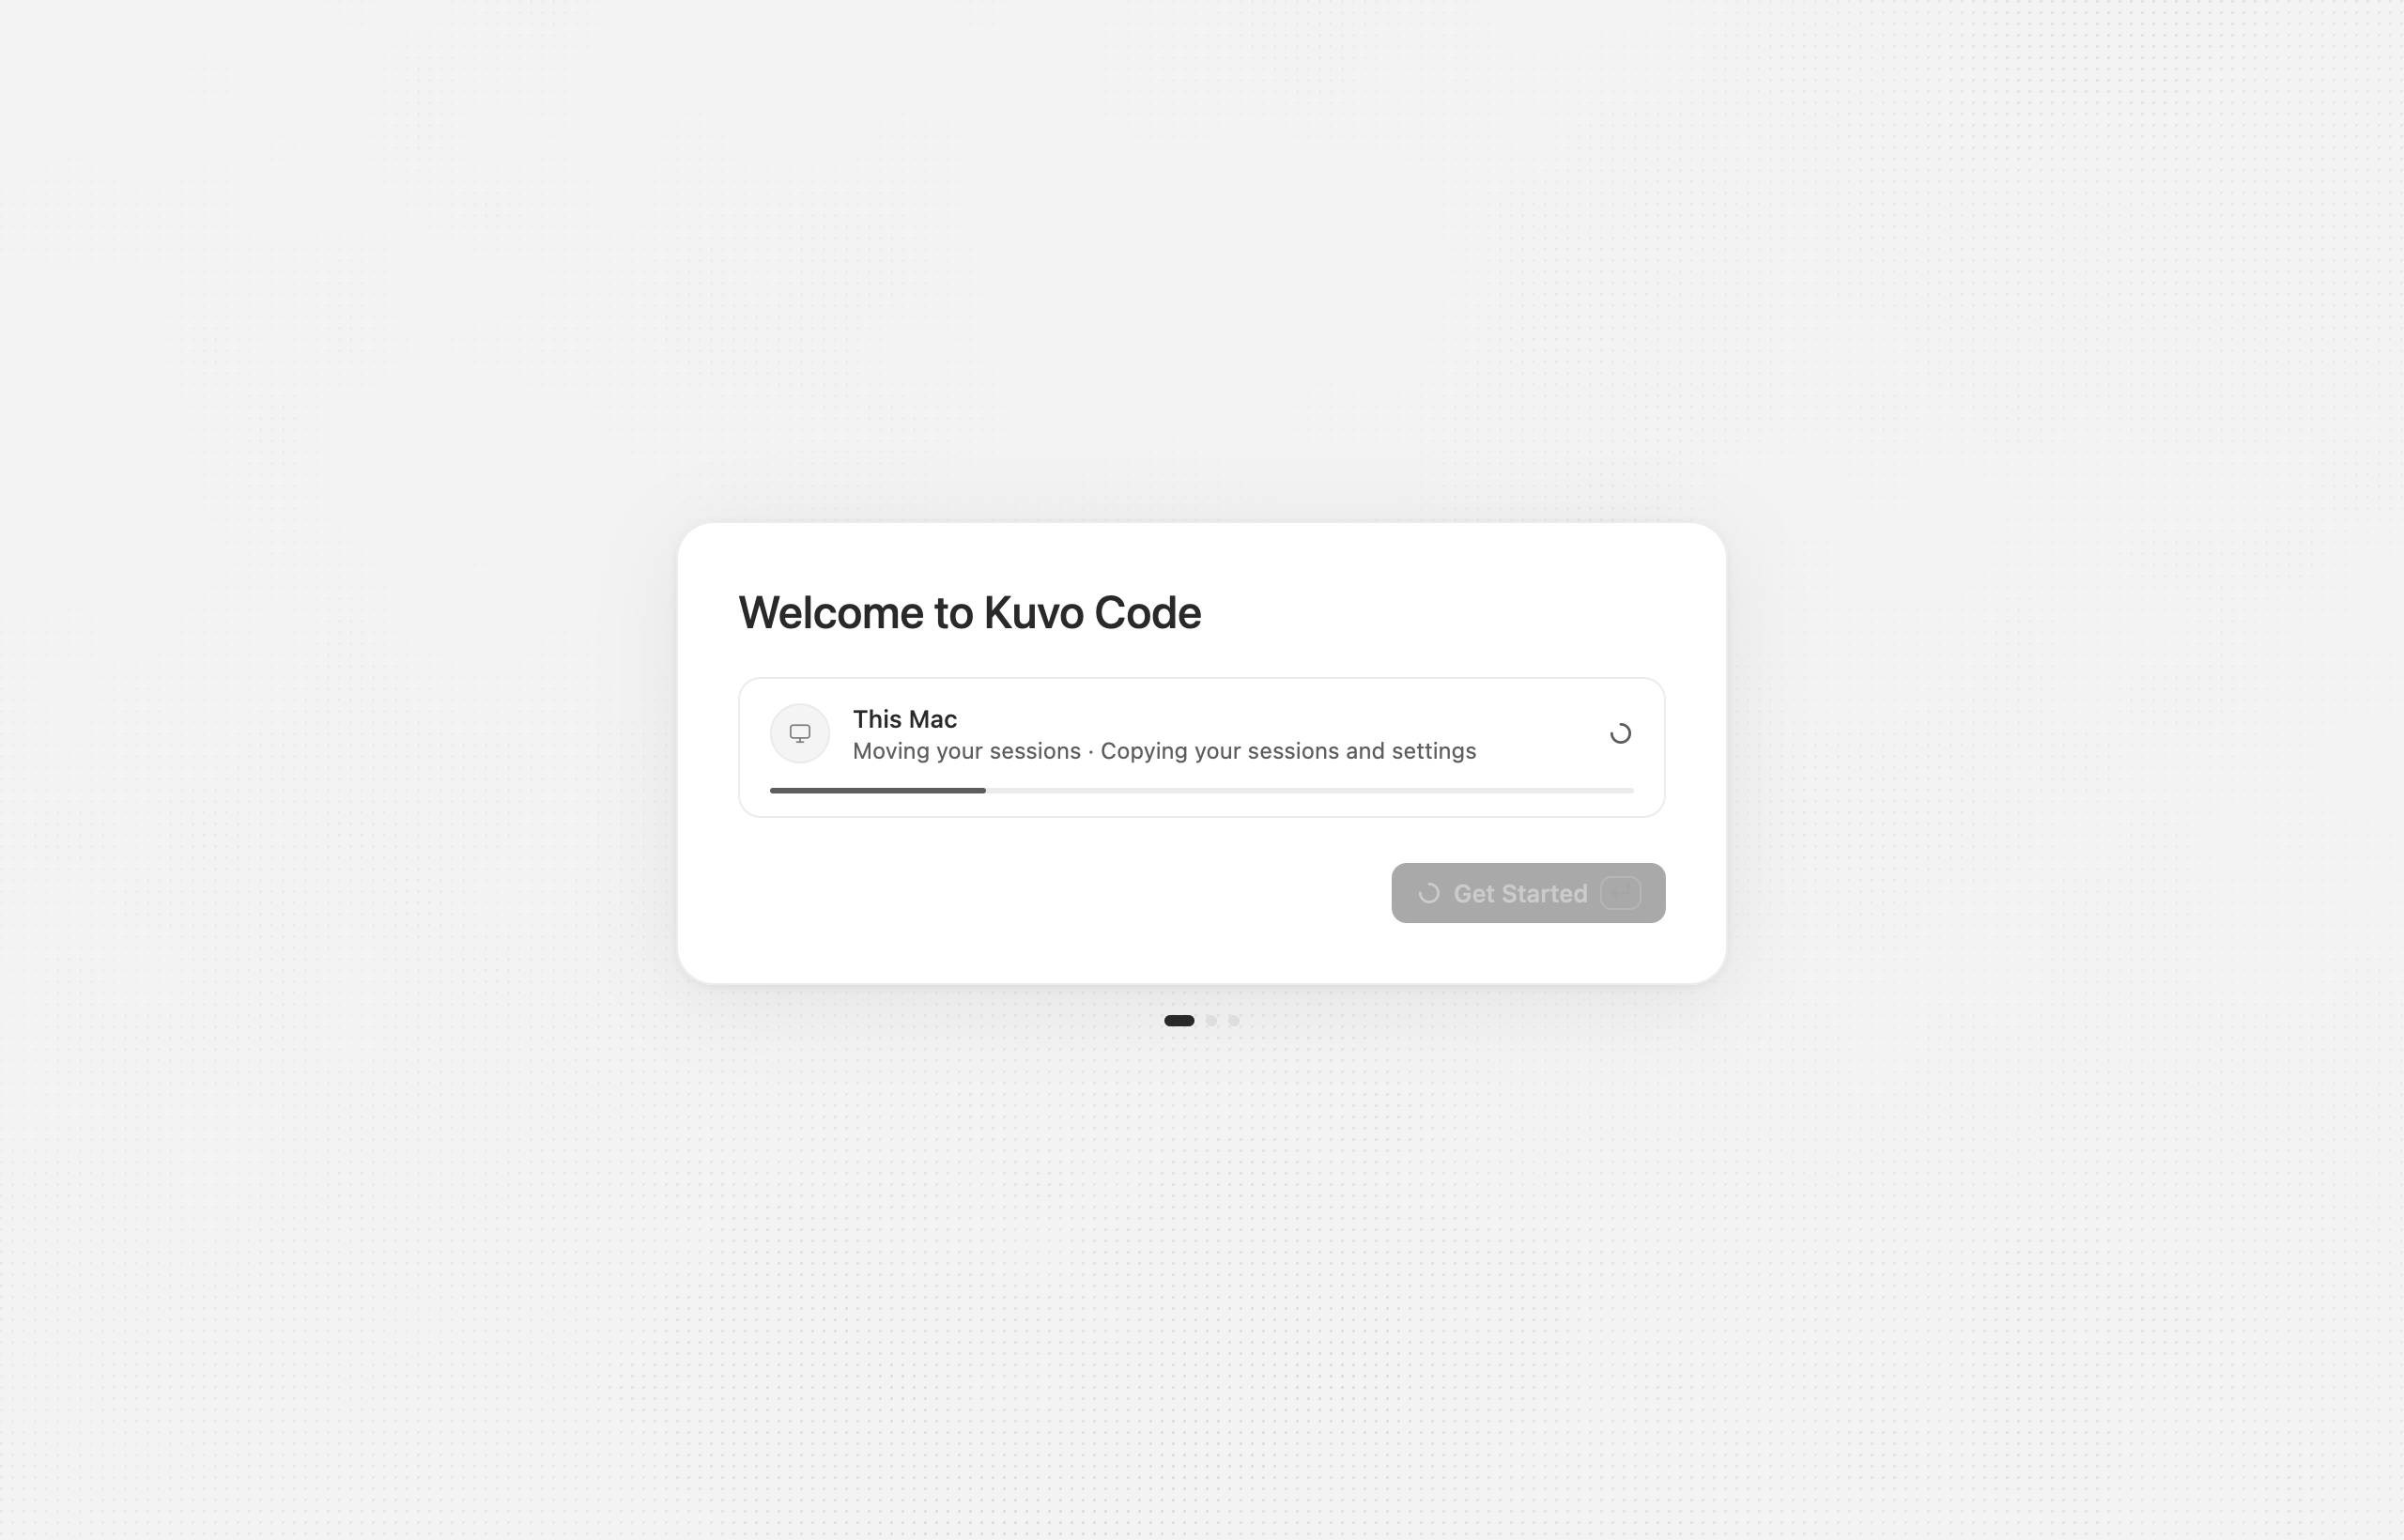 Welcome to Kuvo Code
This Mac
Moving your sessions · Copying your sessions and settings
Get Started